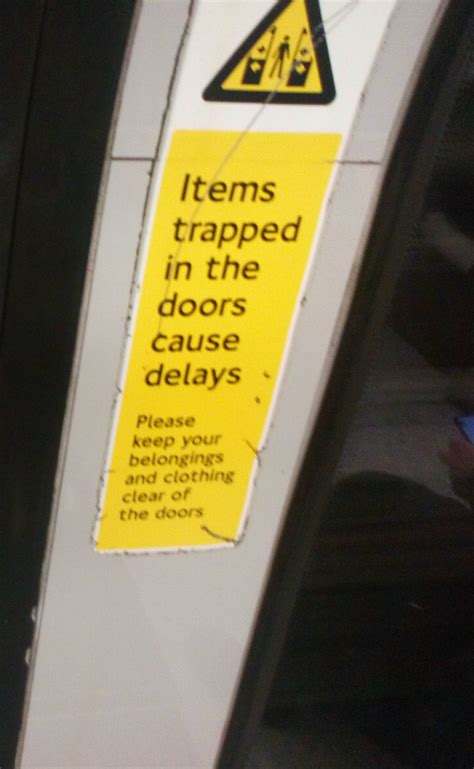 Items
trapped
in the
doors
cause
delays
Please
keep your
belongings
and clothing
clear of
the doors